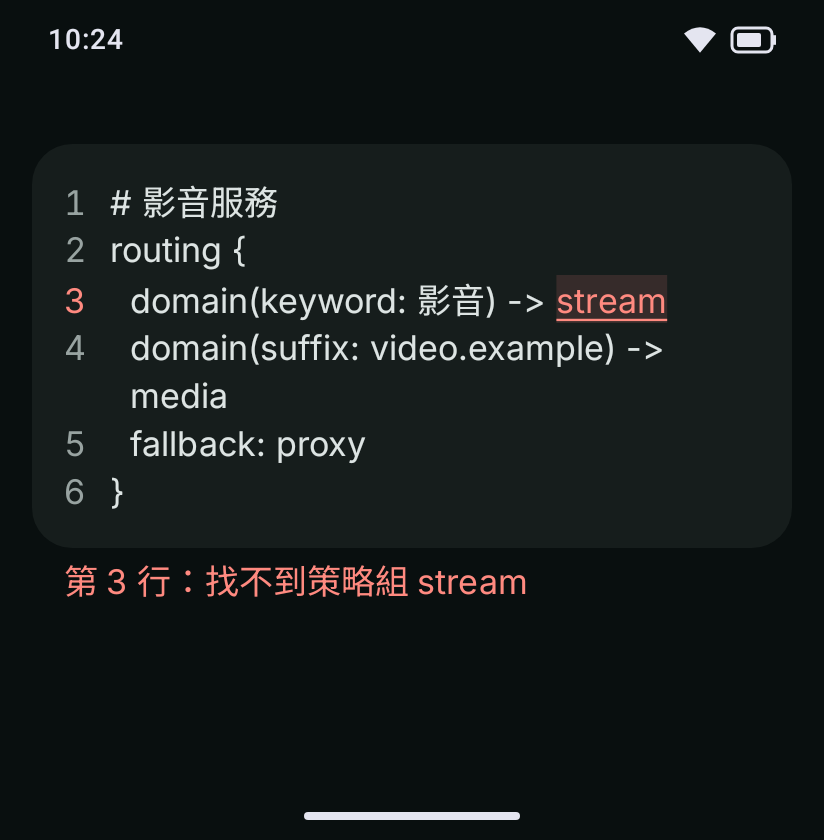 10:24
1 # 影音服務
2 routing {
3 domain(keyword: 影音) -> stream
4 domain(suffix: video.example) ->
media
5 fallback: proxy
6 }
第 3 行：找不到策略組 stream